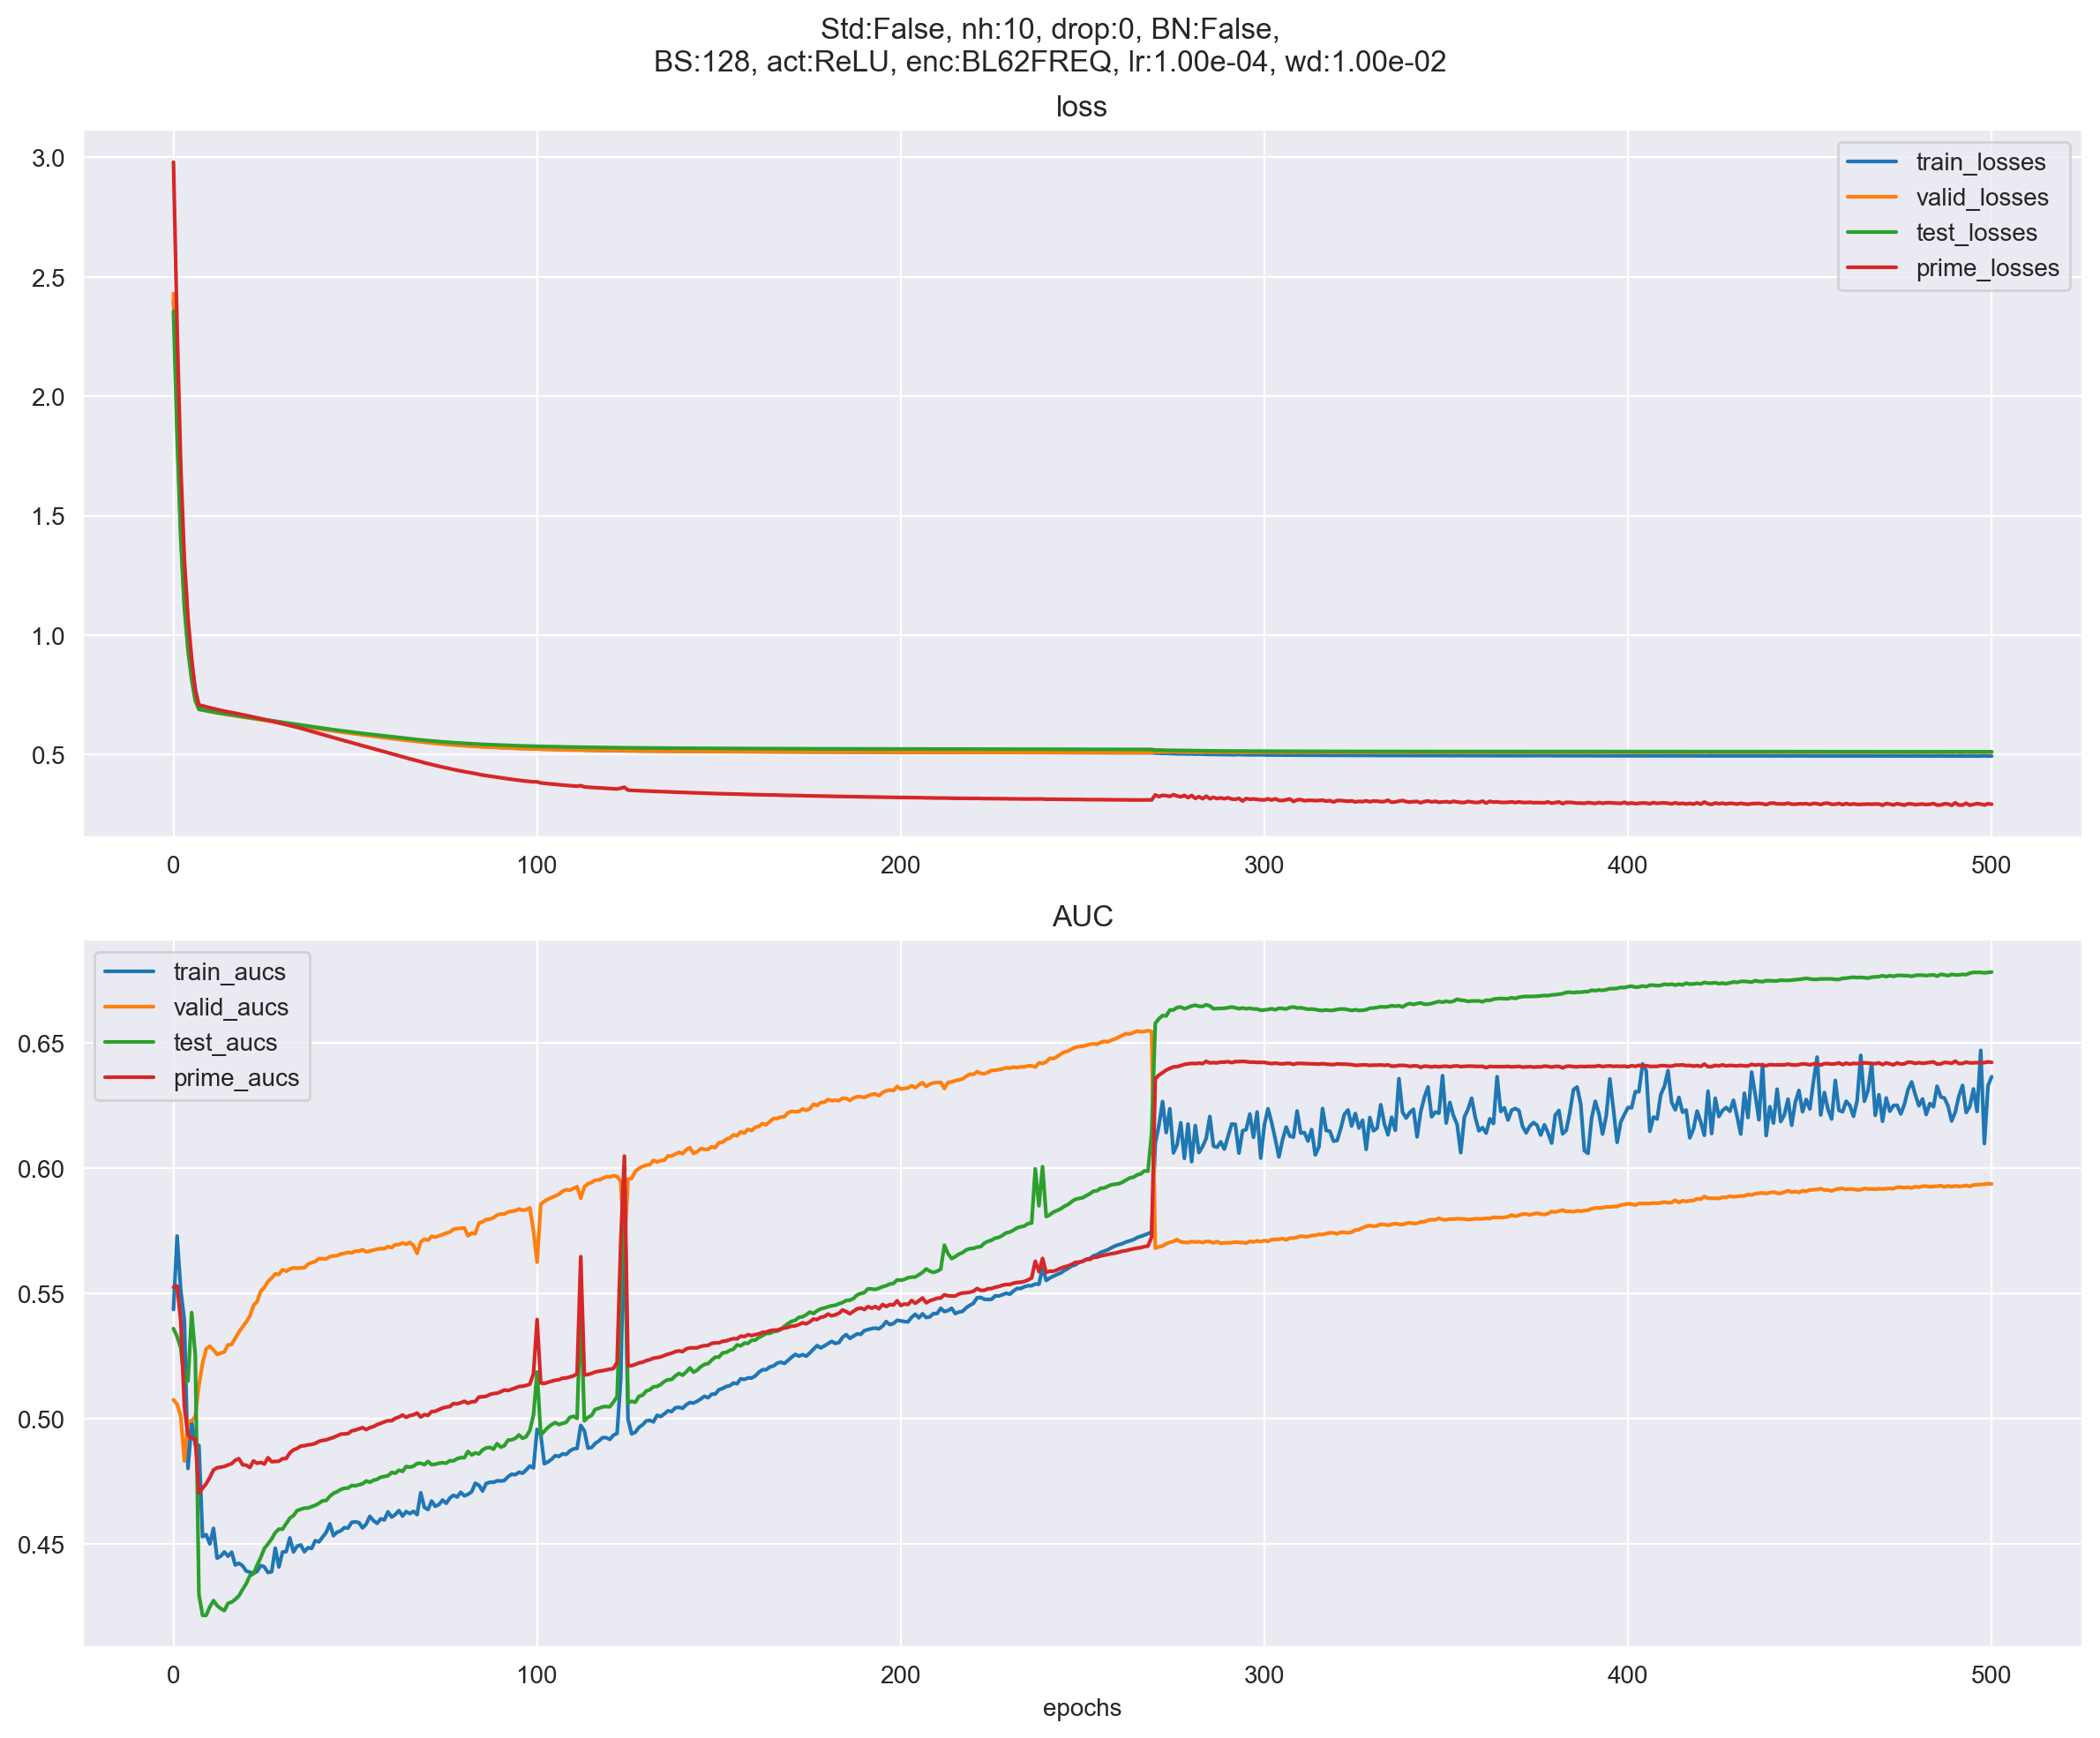 Std:False, nh:10, drop:0, BN:False,
BS:128, act:ReLU, enc:BL62FREQ, lr:1.00e-04, wd:1.00e-02
loss
3.0
2.5
2.0
1.5
1.0
0.5
train_losses
valid_losses
test_losses
prime_losses
0 100 200 300 400 500
AUC
train_aucs
valid_aucs
test_aucs
prime_aucs
0.65
0.60
0.55
0.50
0.45
0 100 200 300 400 500
epochs